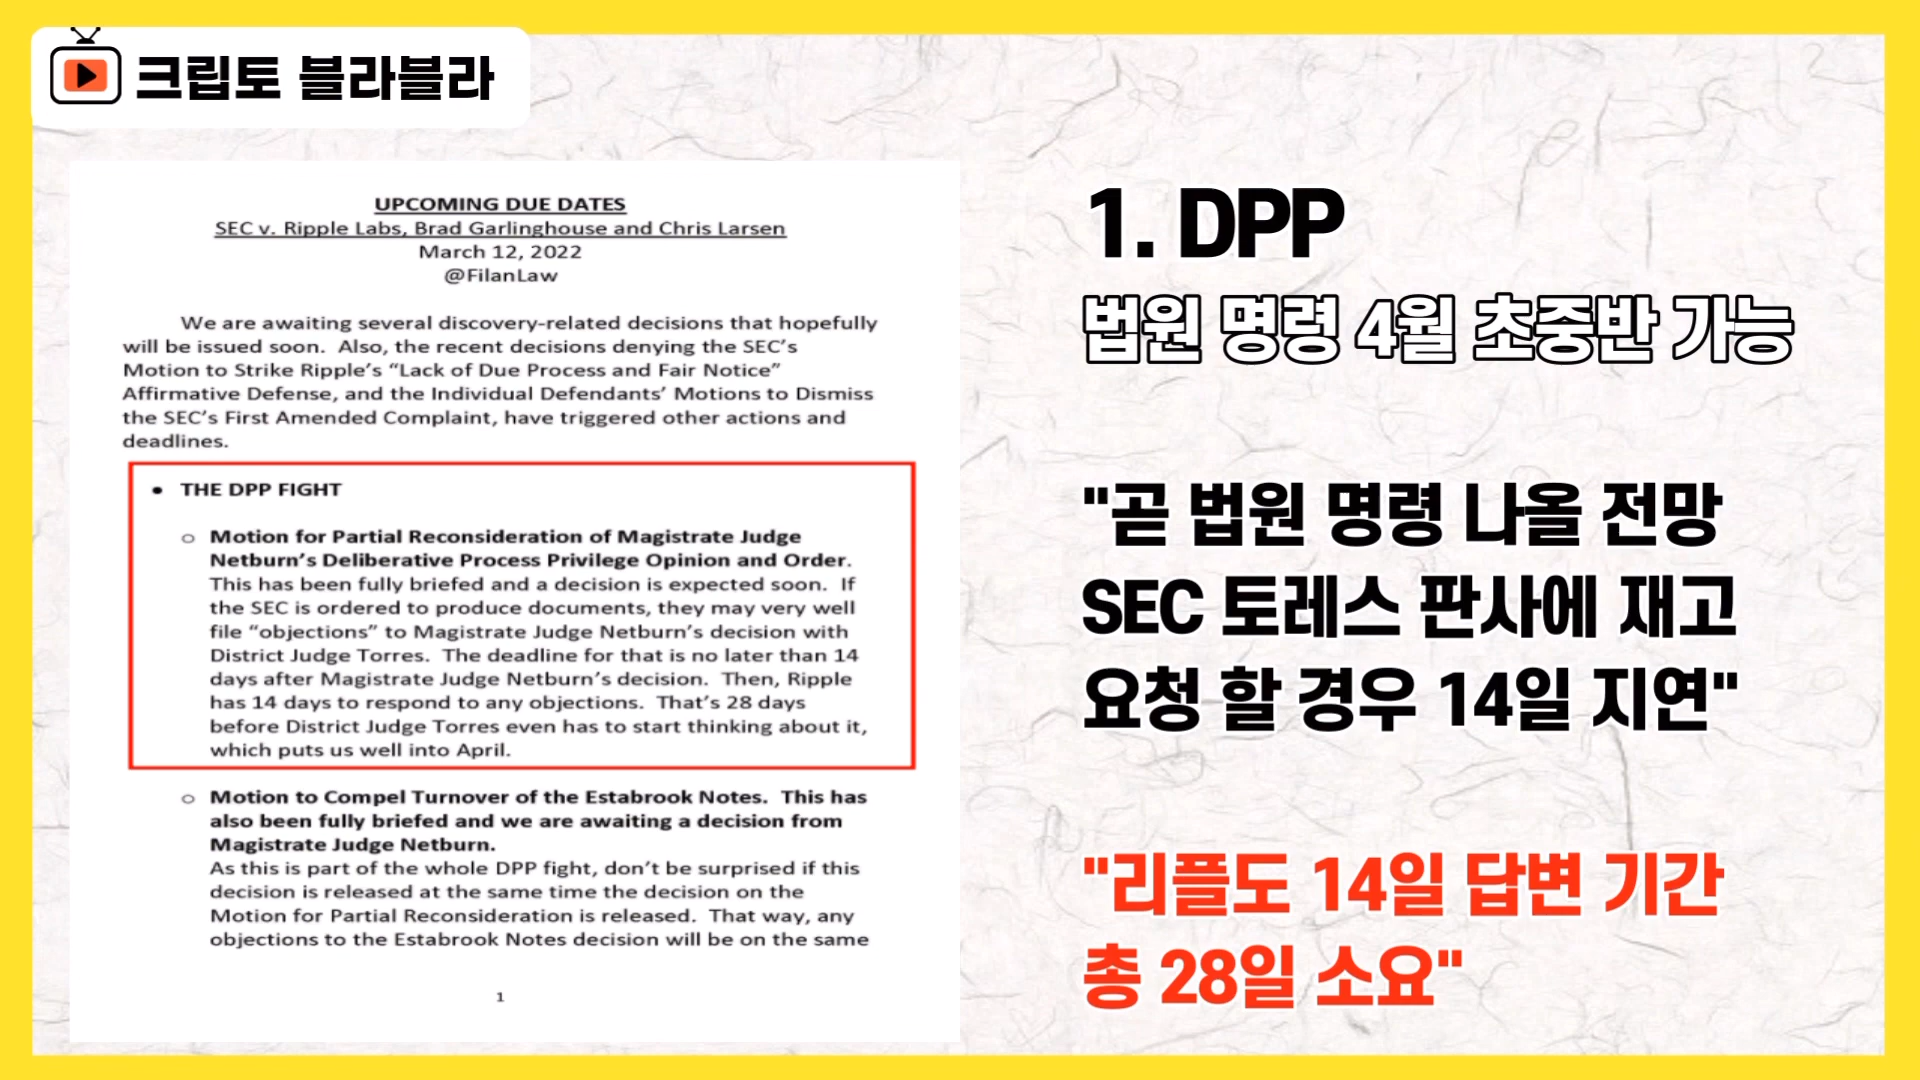 크립토 블라블라
UPCOMING DUE DATES
SEC v. Ripple Labs, Brad Garlinghouse and Chris Larsen
March 12, 2022
@FilanLaw
We are awaiting several discovery-related decisions that hopefully
will be issued soon.  Also, the recent decisions denying the SEC's
Motion to Strike Ripple's “Lack of Due Process and Fair Notice”
Affirmative Defense, and the Individual Defendants’ Motions to Dismiss
the SEC’s First Amended Complaint, have triggered other actions and
deadlines.
• THE DPP FIGHT
o Motion for Partial Reconsideration of Magistrate Judge
Netburn’s Deliberative Process Privilege Opinion and Order.
This has been fully briefed and a decision is expected soon.  If
the SEC is ordered to produce documents, they may very well
file “objections” to Magistrate Judge Netburn’s decision with
District Judge Torres.  The deadline for that is no later than 14
days after Magistrate Judge Netburn’s decision.  Then, Ripple
has 14 days to respond to any objections.  That’s 28 days
before District Judge Torres even has to start thinking about it,
which puts us well into April.
o Motion to Compel Turnover of the Estabrook Notes.  This has
also been fully briefed and we are awaiting a decision from
Magistrate Judge Netburn.
As this is part of the whole DPP fight, don’t be surprised if this
decision is released at the same time the decision on the
Motion for Partial Reconsideration is released.  That way, any
objections to the Estabrook Notes decision will be on the same
1
1. DPP
법원 명령 4월 초중반 가능
"곧 법원 명령 나올 전망
SEC 토레스 판사에 재고
요청 할 경우 14일 지연"
"리플도 14일 답변 기간
총 28일 소요"